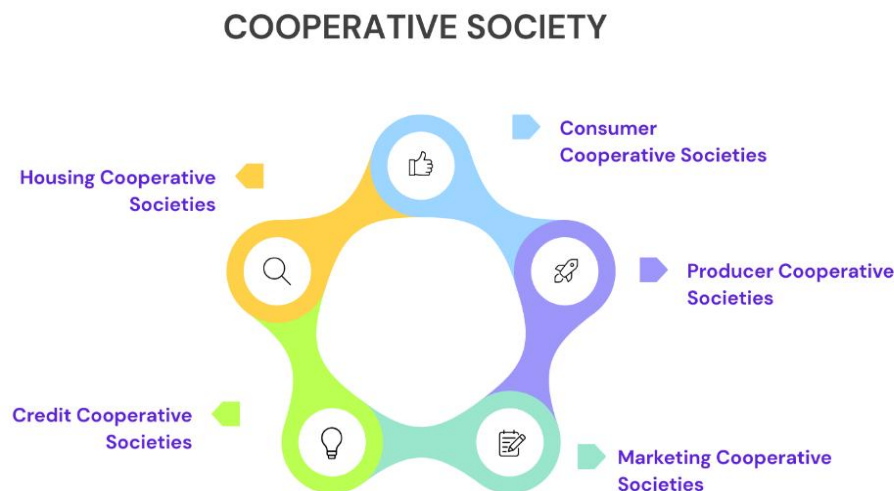 COOPERATIVE SOCIETY
Consumer
Cooperative Societies
Housing Cooperative
Societies
Producer Cooperative
Societies
Credit Cooperative
Societies
Marketing Cooperative
Societies